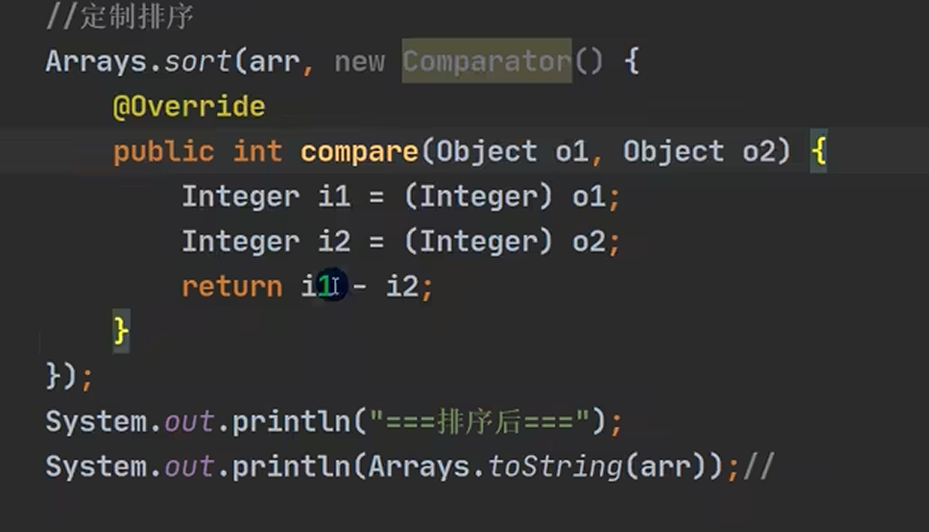 //定制排序
Arrays.sort(arr, new Comparator() {
@Override
public int compare(Object o1, Object o2) {
Integer i1 = (Integer) o1;
Integer i2 = (Integer) o2;
return i1 - i2;
}
});
System.out.println("===排序后===");
System.out.println(Arrays.toString(arr));//